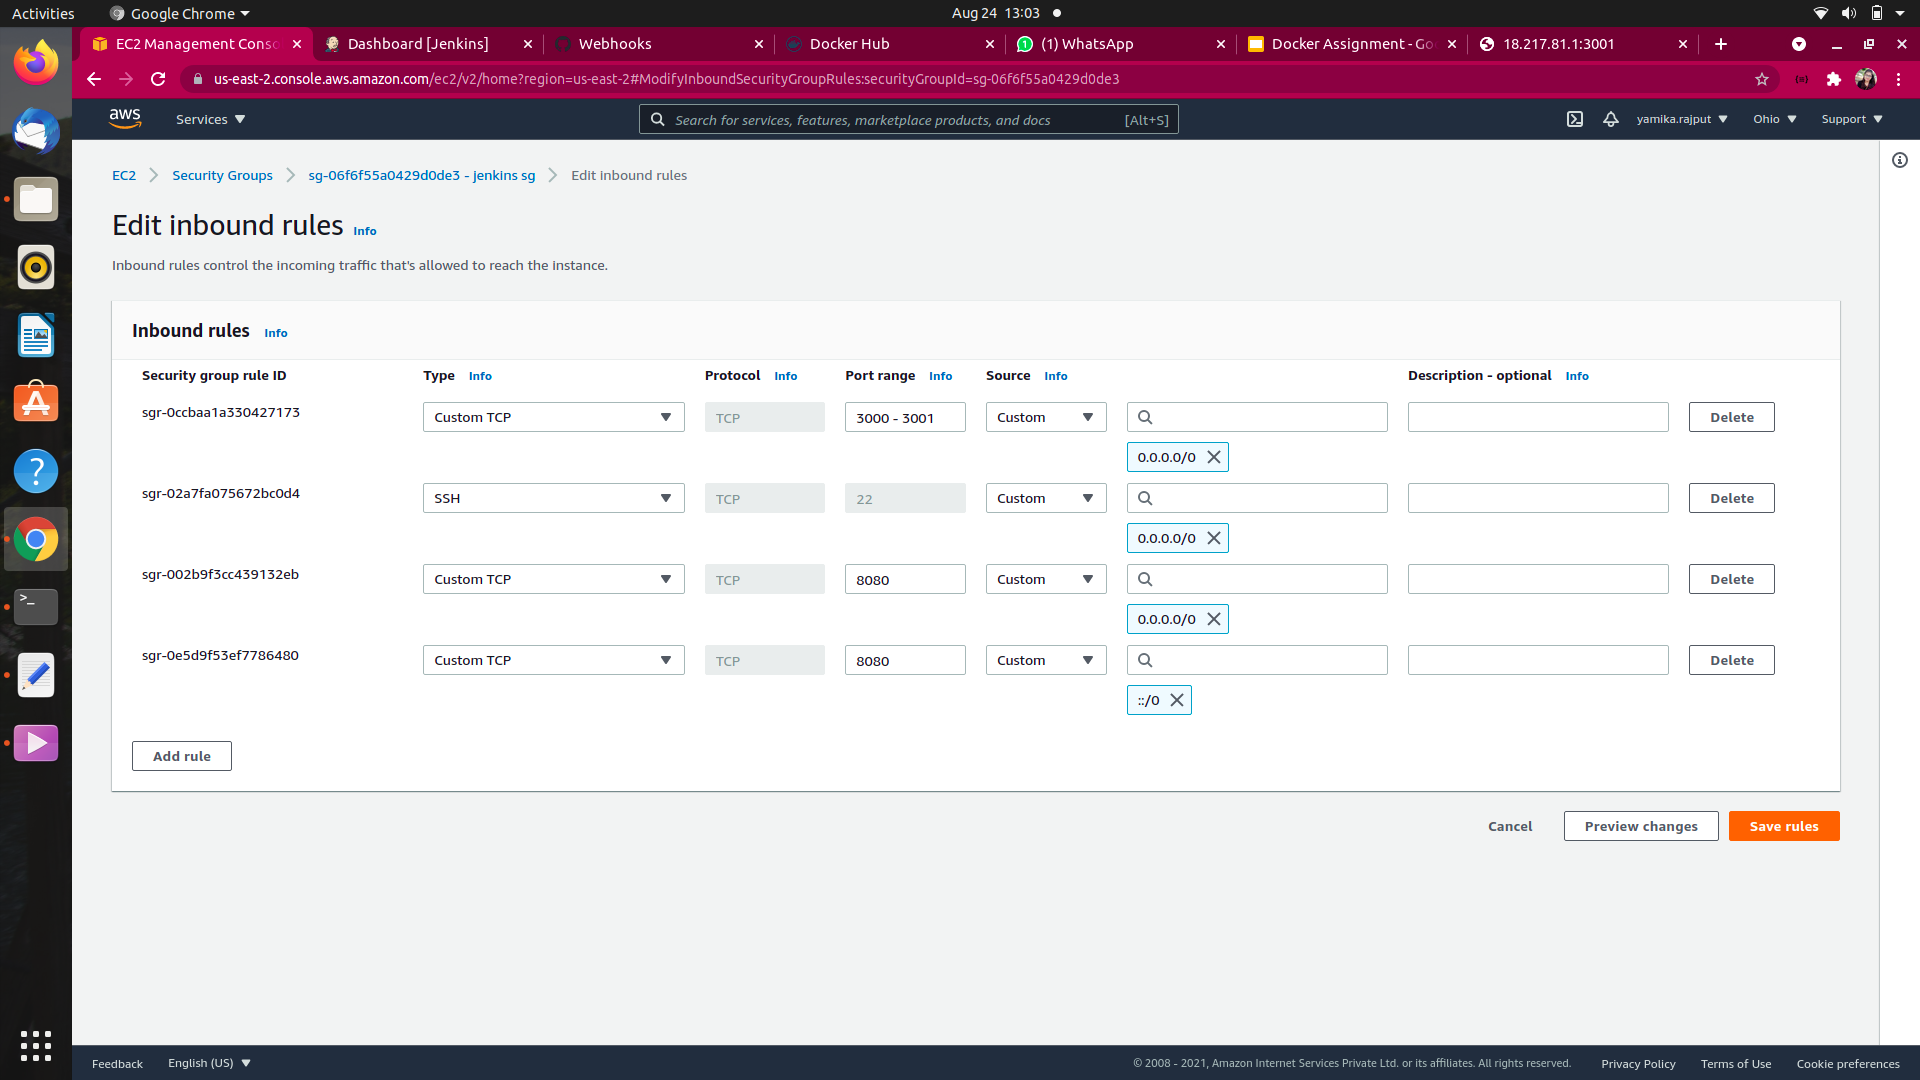 Activities
Google Chrome
Aug 24 13:03
EC2 Management Consc
Dashboard [Jenkins]
Webhooks
Docker Hub
(1) WhatsApp
Docker Assignment - Go
18.217.81.1:3001
us-east-2.console.aws.amazon.com/ec2/v2/home?region=us-east-2#ModifyInboundSecurityGroupRules:securityGroupId=sg-06f6f55a0429d0de3
aws
Services
Search for services, features, marketplace products, and docs [Alt+S]
yamika.rajput
Ohio
Support
EC2
Security Groups
sg-06f6f55a0429d0de3 - jenkins sg
Edit inbound rules
Edit inbound rules Info
Inbound rules control the incoming traffic that's allowed to reach the instance.
Inbound rules Info
Security group rule ID Type Info Protocol Info Port range Info Source Info Description - optional Info
sgr-0ccbaa1a330427173 Custom TCP TCP 3000 - 3001 Custom Delete
0.0.0.0/0
sgr-02a7fa075672bc0d4 SSH TCP 22 Custom Delete
0.0.0.0/0
sgr-002b9f3cc439132eb Custom TCP TCP 8080 Custom Delete
0.0.0.0/0
sgr-0e5d9f53ef7786480 Custom TCP TCP 8080 Custom Delete
::/0
Add rule
Cancel
Preview changes
Save rules
Feedback
English (US)
© 2008 - 2021, Amazon Internet Services Private Ltd. or its affiliates. All rights reserved.
Privacy Policy
Terms of Use
Cookie preferences